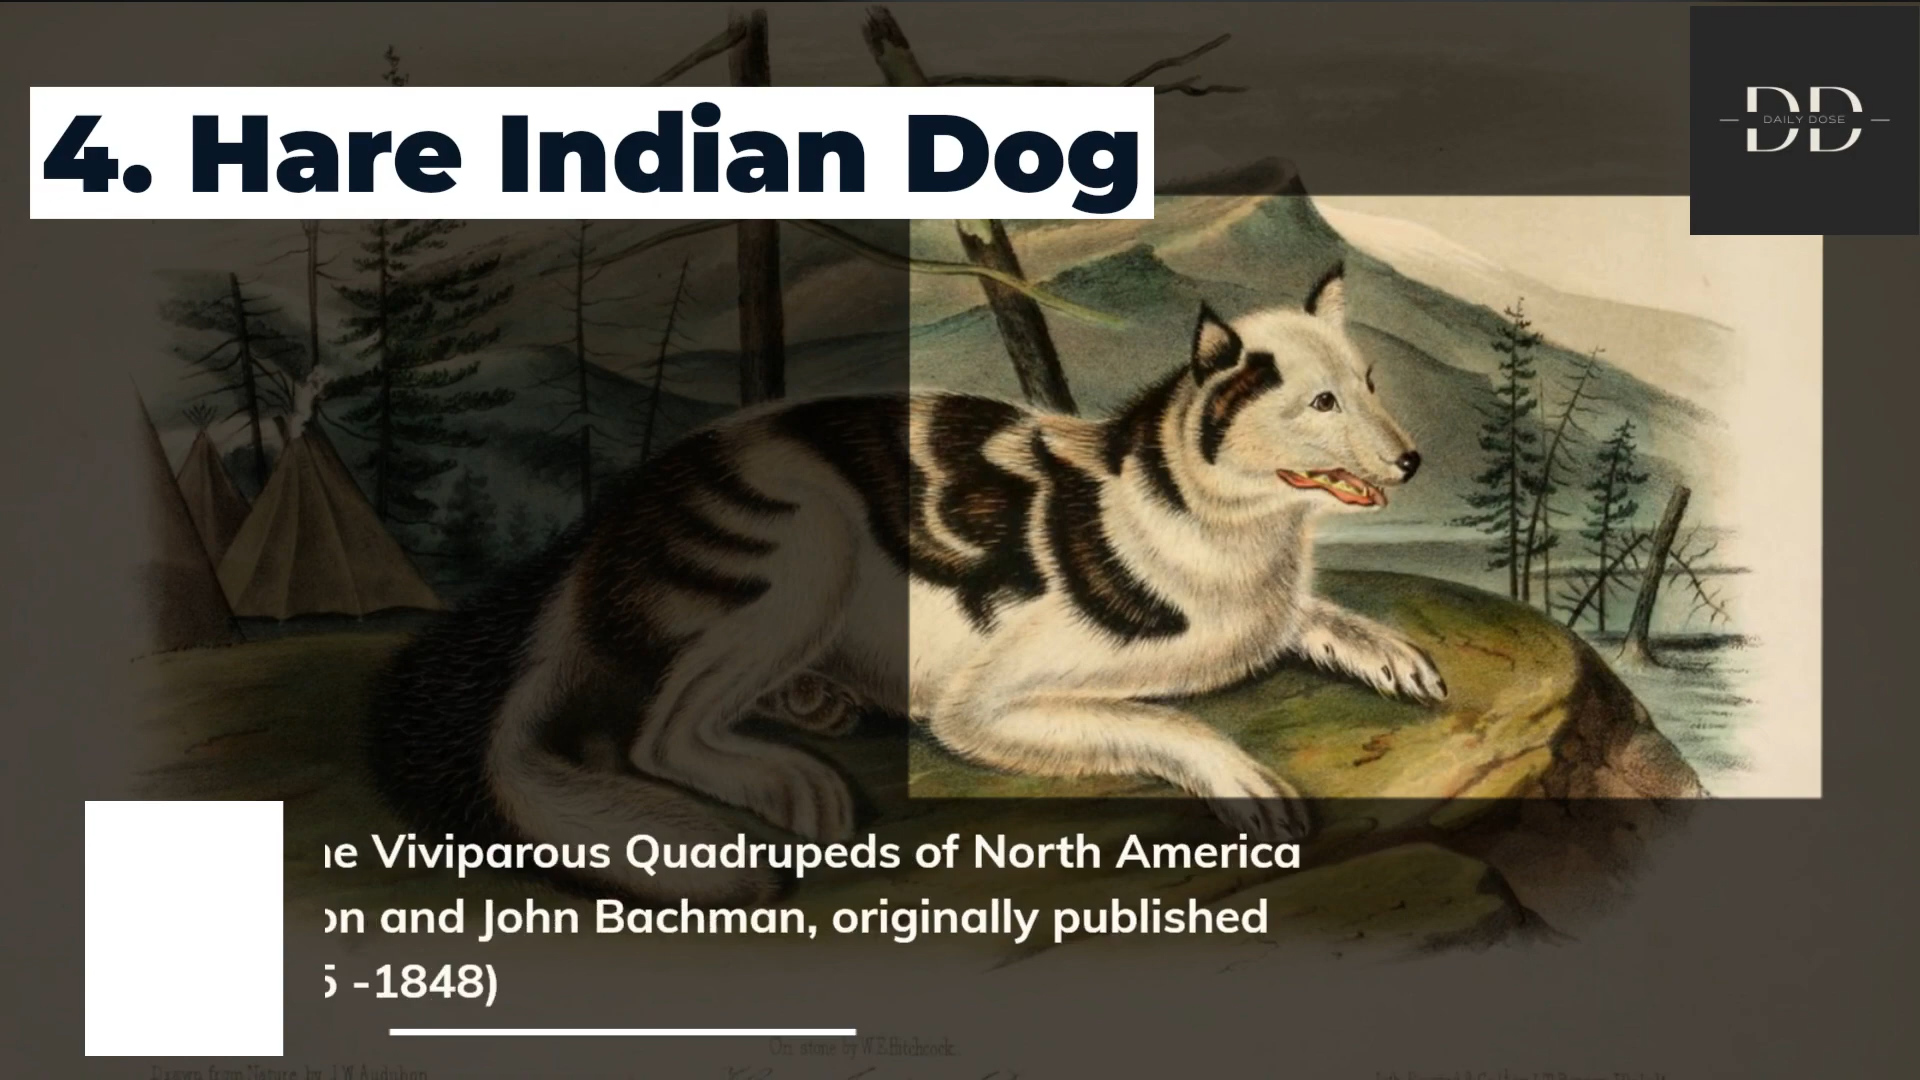 4. Hare Indian Dog
DD
DAILY DOSE
ne Viviparous Quadrupeds of North America
on and John Bachman, originally published
5 -1848)
On stone by W.E.Hitchcock.
Drawn from Nature by J.W.Audubon